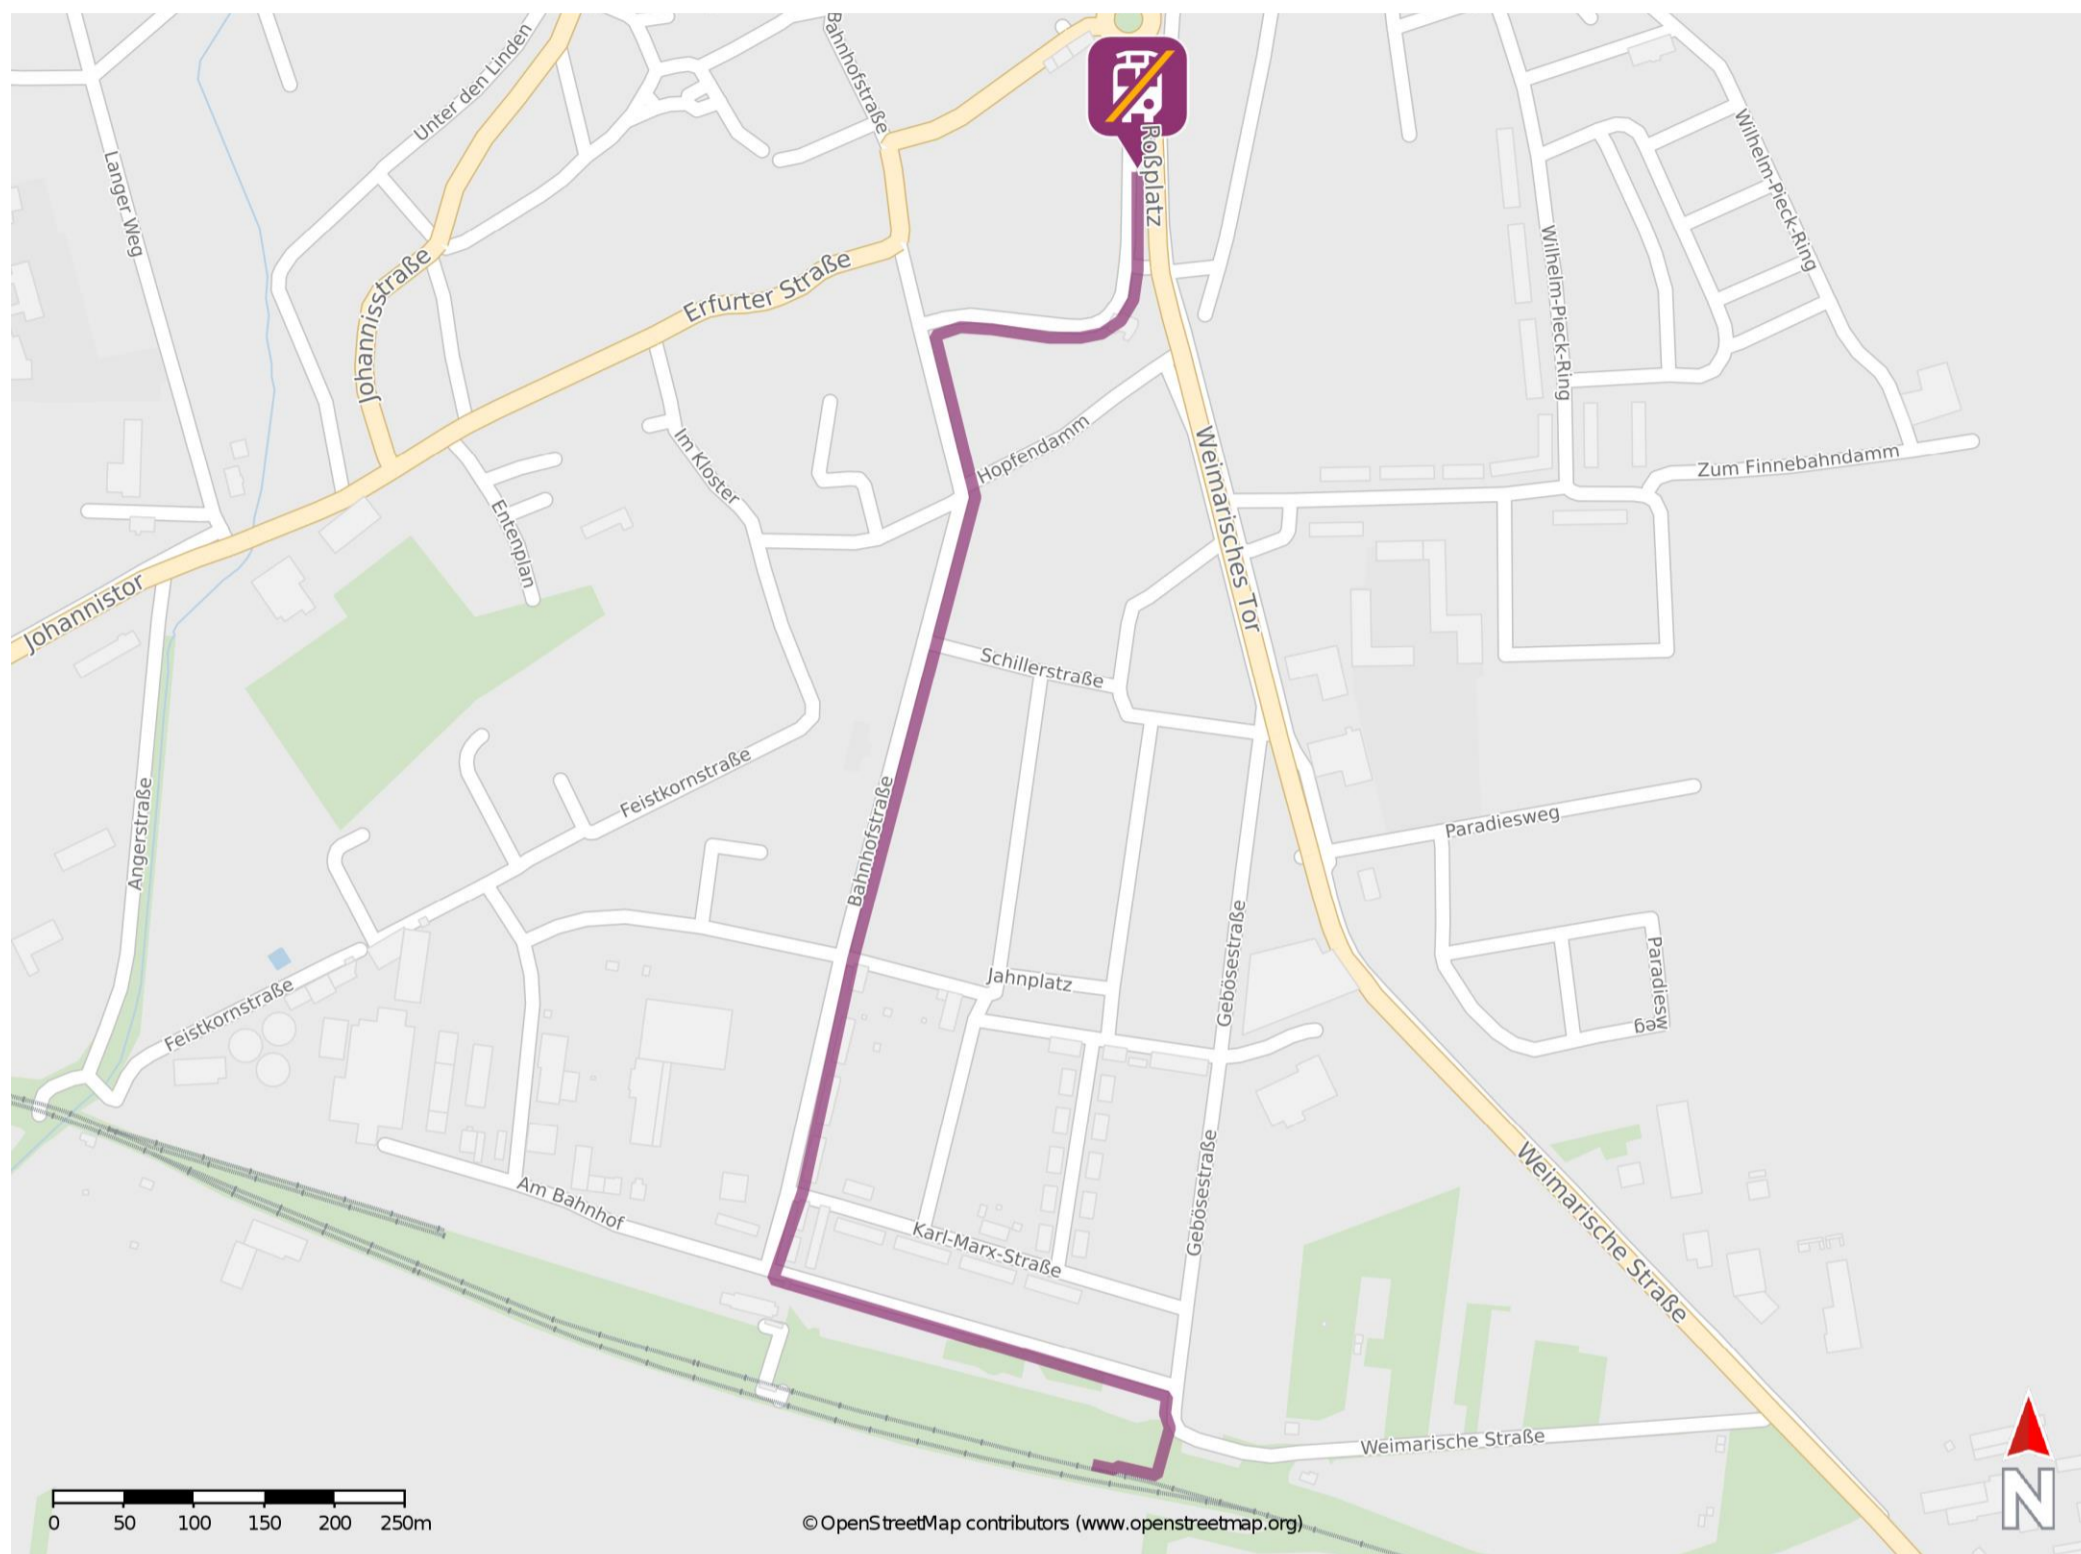 Bahnhofstraße
Unter den Linden
Roßplatz
Langer Weg
Wilhelm-Pieck-Ring
Wilhelm-Pieck-Ring
Johannisstraße
Erfurter Straße
Im Kloster
Hopfendamm
Weimarisches Tor
Zum Finnebahndamm
Entenplan
Johannistor
Schillerstraße
Feistkornstraße
Bahnhofstraße
Angerstraße
Paradiesweg
Gebösestraße
Jahnplatz
Paradiesw
eg
Feistkornstraße
Am Bahnhof
Karl-Marx-Straße
Gebösestraße
Weimarische Straße
Weimarische Straße
N
0 50 100 150 200 250m
© OpenStreetMap contributors (www.openstreetmap.org)